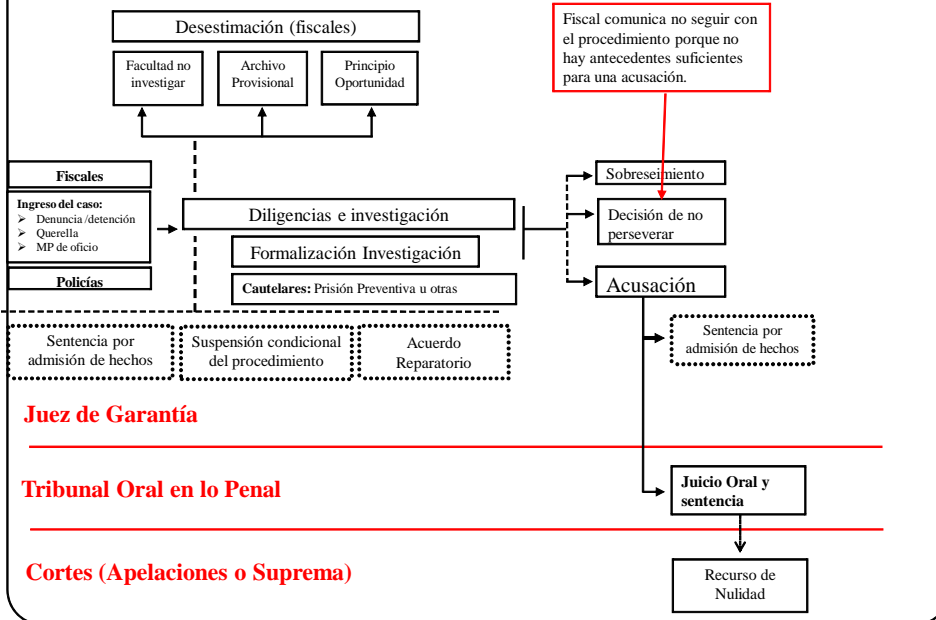 Desestimación (fiscales)
Facultad no
investigar
Archivo
Provisional
Principio
Oportunidad
Fiscal comunica no seguir con
el procedimiento porque no
hay antecedentes suficientes
para una acusación.
Fiscales
Ingreso del caso:
➢ Denuncia /detención
➢ Querella
➢ MP de oficio
Policías
Diligencias e investigación
Formalización Investigación
Cautelares: Prisión Preventiva u otras
Sobreseimiento
Decisión de no
perseverar
Acusación
Sentencia por
admisión de hechos
Suspensión condicional
del procedimiento
Acuerdo
Reparatorio
Sentencia por
admisión de hechos
Juez de Garantía
Tribunal Oral en lo Penal
Juicio Oral y
sentencia
Cortes (Apelaciones o Suprema)
Recurso de
Nulidad